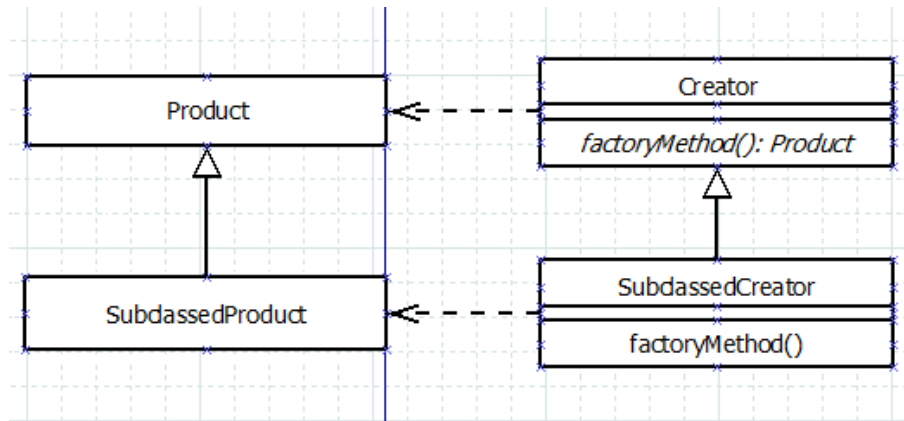 Product
Creator
factoryMethod(): Product
SubclassedProduct
SubclassedCreator
factoryMethod()